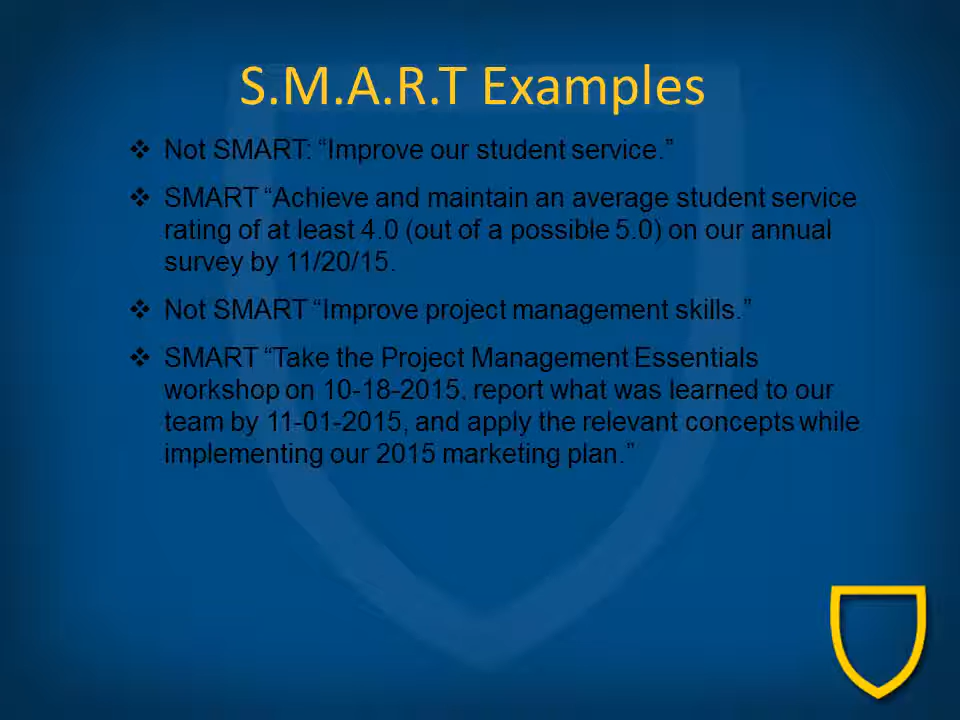 S.M.A.R.T Examples
❖ Not SMART: “Improve our student service.”
❖ SMART “Achieve and maintain an average student service
rating of at least 4.0 (out of a possible 5.0) on our annual
survey by 11/20/15.
❖ Not SMART “Improve project management skills.”
❖ SMART “Take the Project Management Essentials
workshop on 10-18-2015, report what was learned to our
team by 11-01-2015, and apply the relevant concepts while
implementing our 2015 marketing plan.”